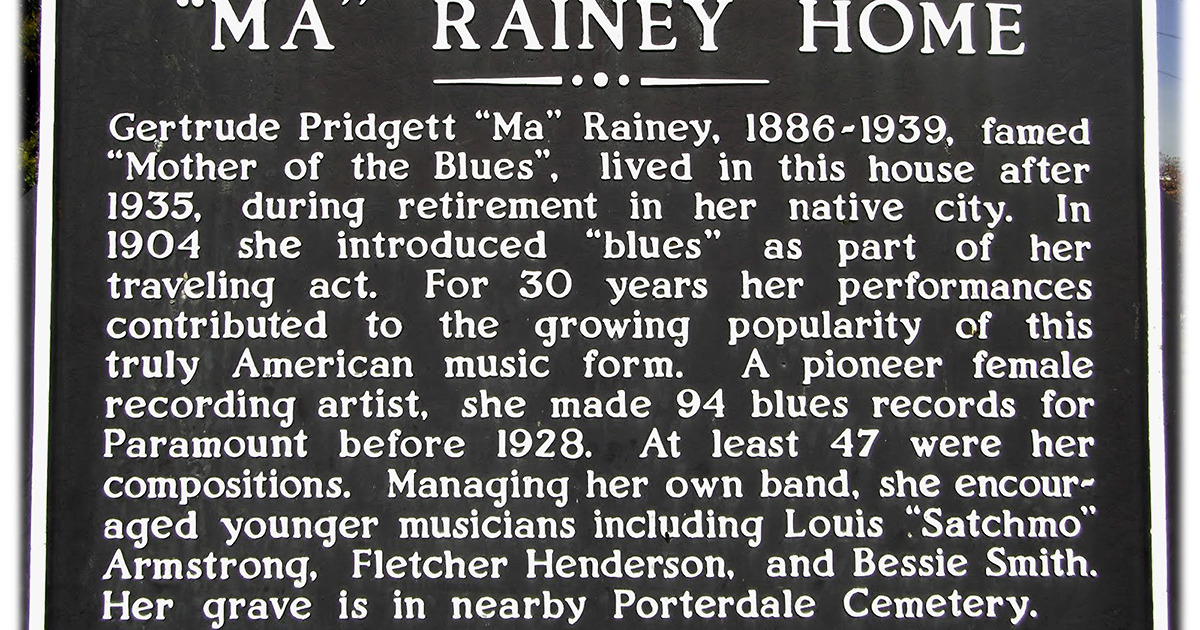 “MA” RAINEY HOME
Gertrude Pridgett “Ma” Rainey, 1886-1939, famed
“Mother of the Blues”, lived in this house after
1935, during retirement in her native city. In
1904 she introduced “blues” as part of her
traveling act. For 30 years her performances
contributed to the growing popularity of this
truly American music form. A pioneer female
recording artist, she made 94 blues records for
Paramount before 1928. At least 47 were her
compositions. Managing her own band, she encour-
aged younger musicians including Louis “Satchmo”
Armstrong, Fletcher Henderson, and Bessie Smith.
Her grave is in nearby Porterdale Cemetery.